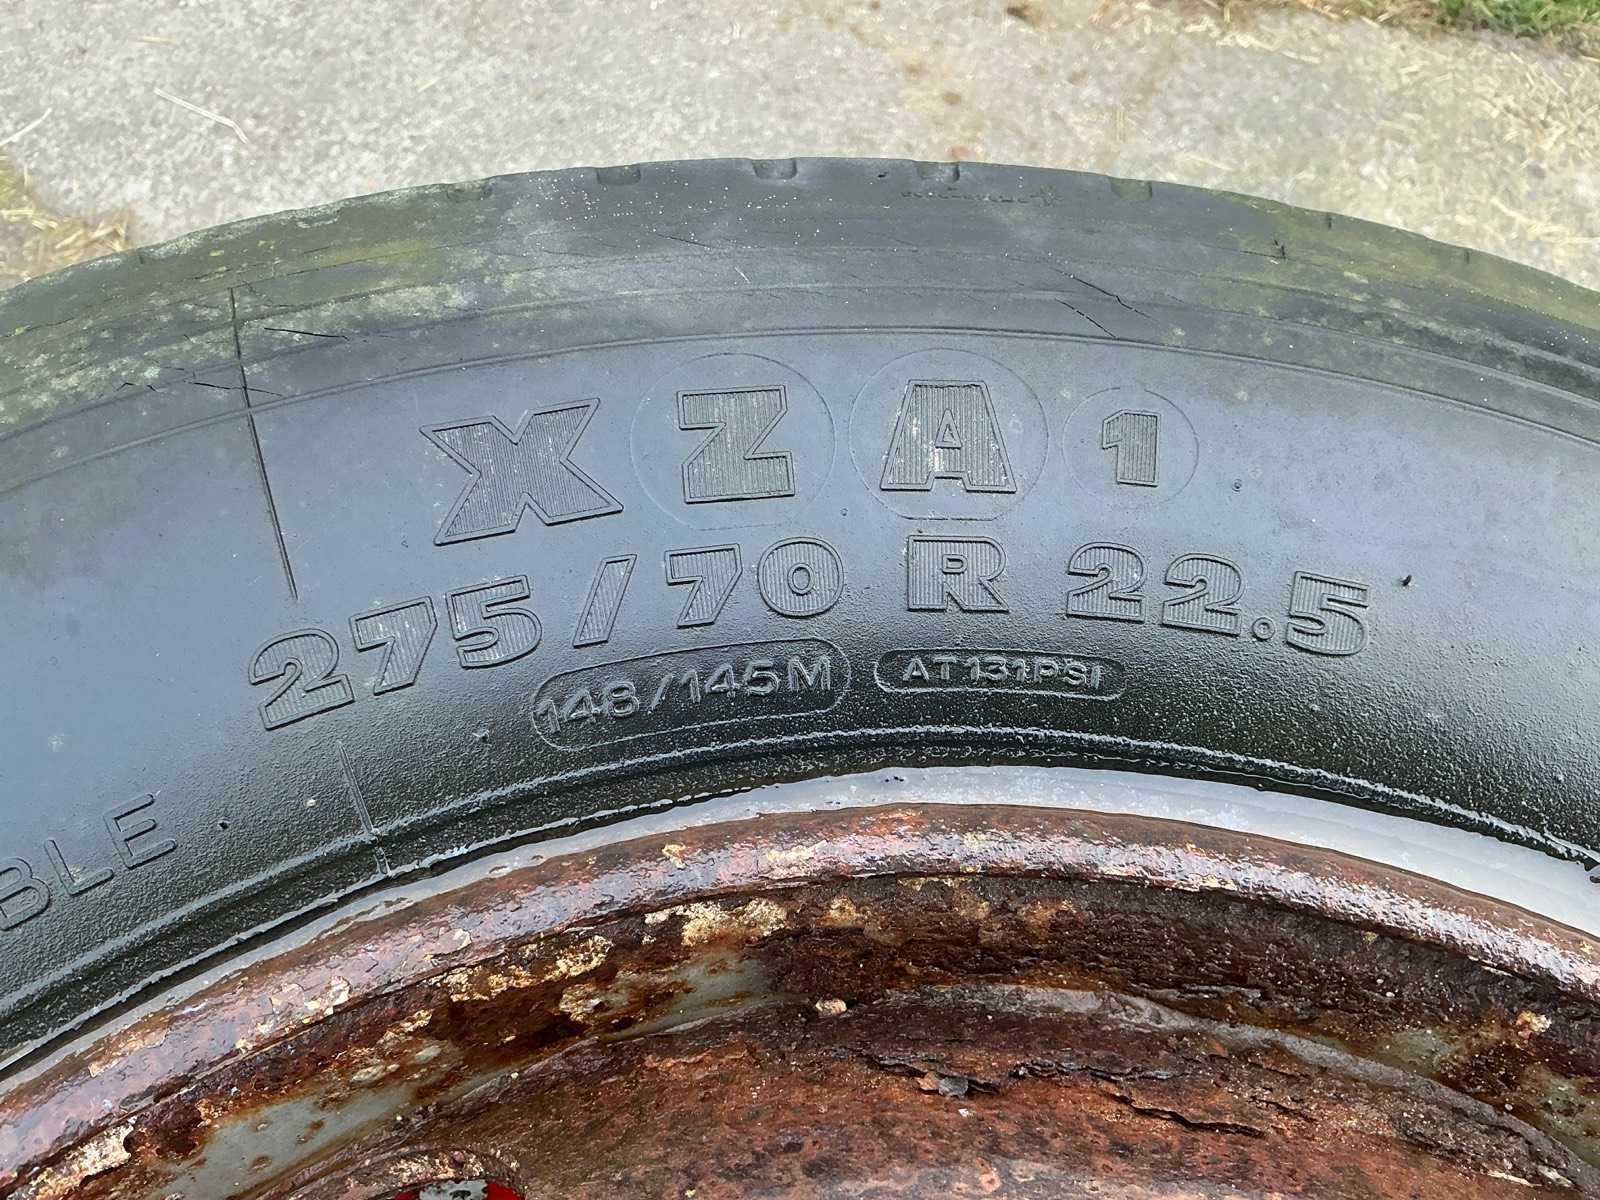 XZA1
275/70 R 22.5
148/145M AT131PSI
BLE